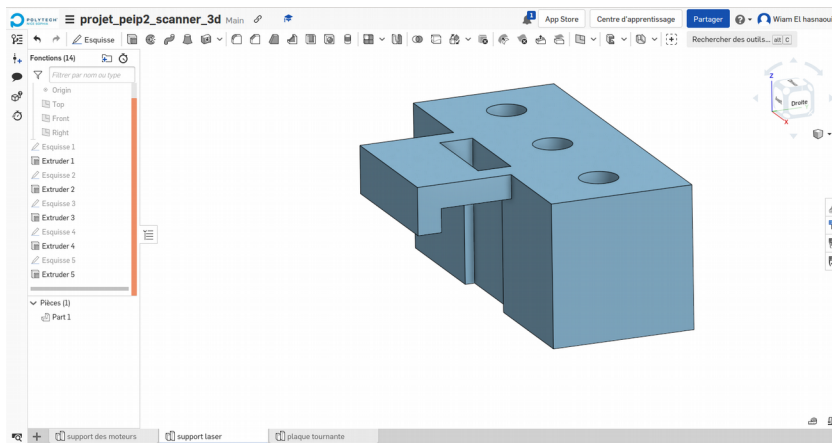 POLYTECH projet_peip2_scanner_3d Main 1 App Store Centre d'apprentissage Partager Wiam El hasnaoui
Esquisse Rechercher des outils... alt C
Fonctions (14)
Filtrer par nom ou type
Origin
Top
Front
Right
Esquisse 1
Extruder 1
Esquisse 2
Extruder 2
Esquisse 3
Extruder 3
Esquisse 4
Extruder 4
Esquisse 5
Extruder 5
Pièces (1)
Part 1
Z
Droite
X
support des moteurs support laser plaque tournante